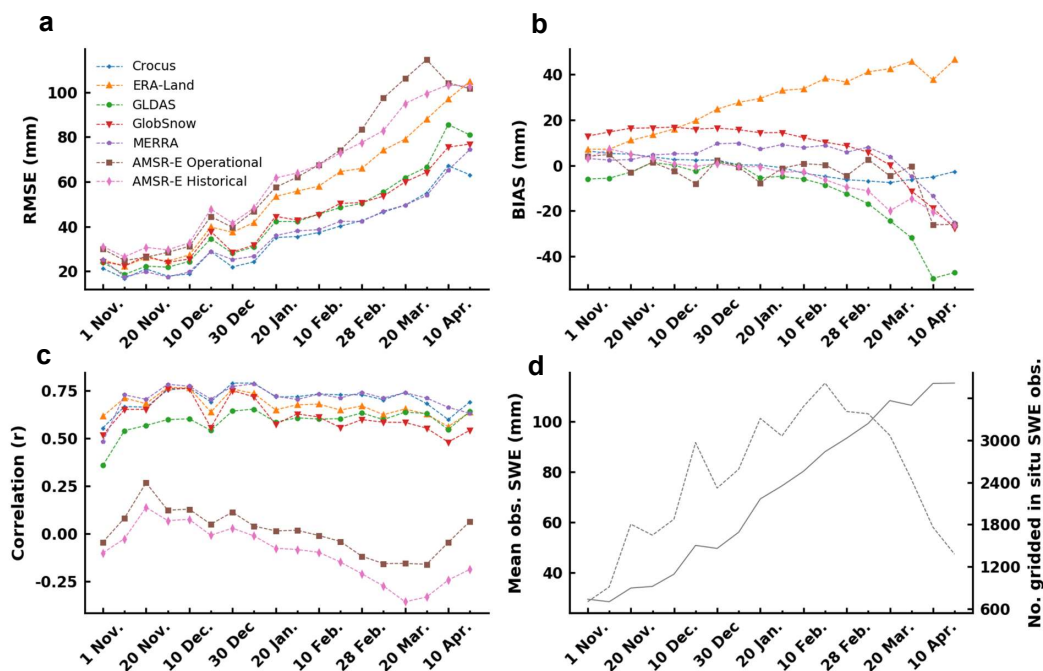 a
b
RMSE (mm)
100
80
60
40
20
Crocus
ERA-Land
GLDAS
GlobSnow
MERRA
AMSR-E Operational
AMSR-E Historical
1 Nov.
20 Nov.
10 Dec.
30 Dec
20 Jan.
10 Feb.
28 Feb.
20 Mar.
10 Apr.
BIAS (mm)
40
20
0
-20
-40
1 Nov.
20 Nov.
10 Dec.
30 Dec
20 Jan.
10 Feb.
28 Feb.
20 Mar.
10 Apr.
c
d
Correlation (r)
0.75
0.50
0.25
0.00
-0.25
1 Nov.
20 Nov.
10 Dec.
30 Dec
20 Jan.
10 Feb.
28 Feb.
20 Mar.
10 Apr.
Mean obs. SWE (mm)
100
80
60
40
3000
2400
1800
1200
600
No. gridded in situ SWE obs.
1 Nov.
20 Nov.
10 Dec.
30 Dec
20 Jan.
10 Feb.
28 Feb.
20 Mar.
10 Apr.